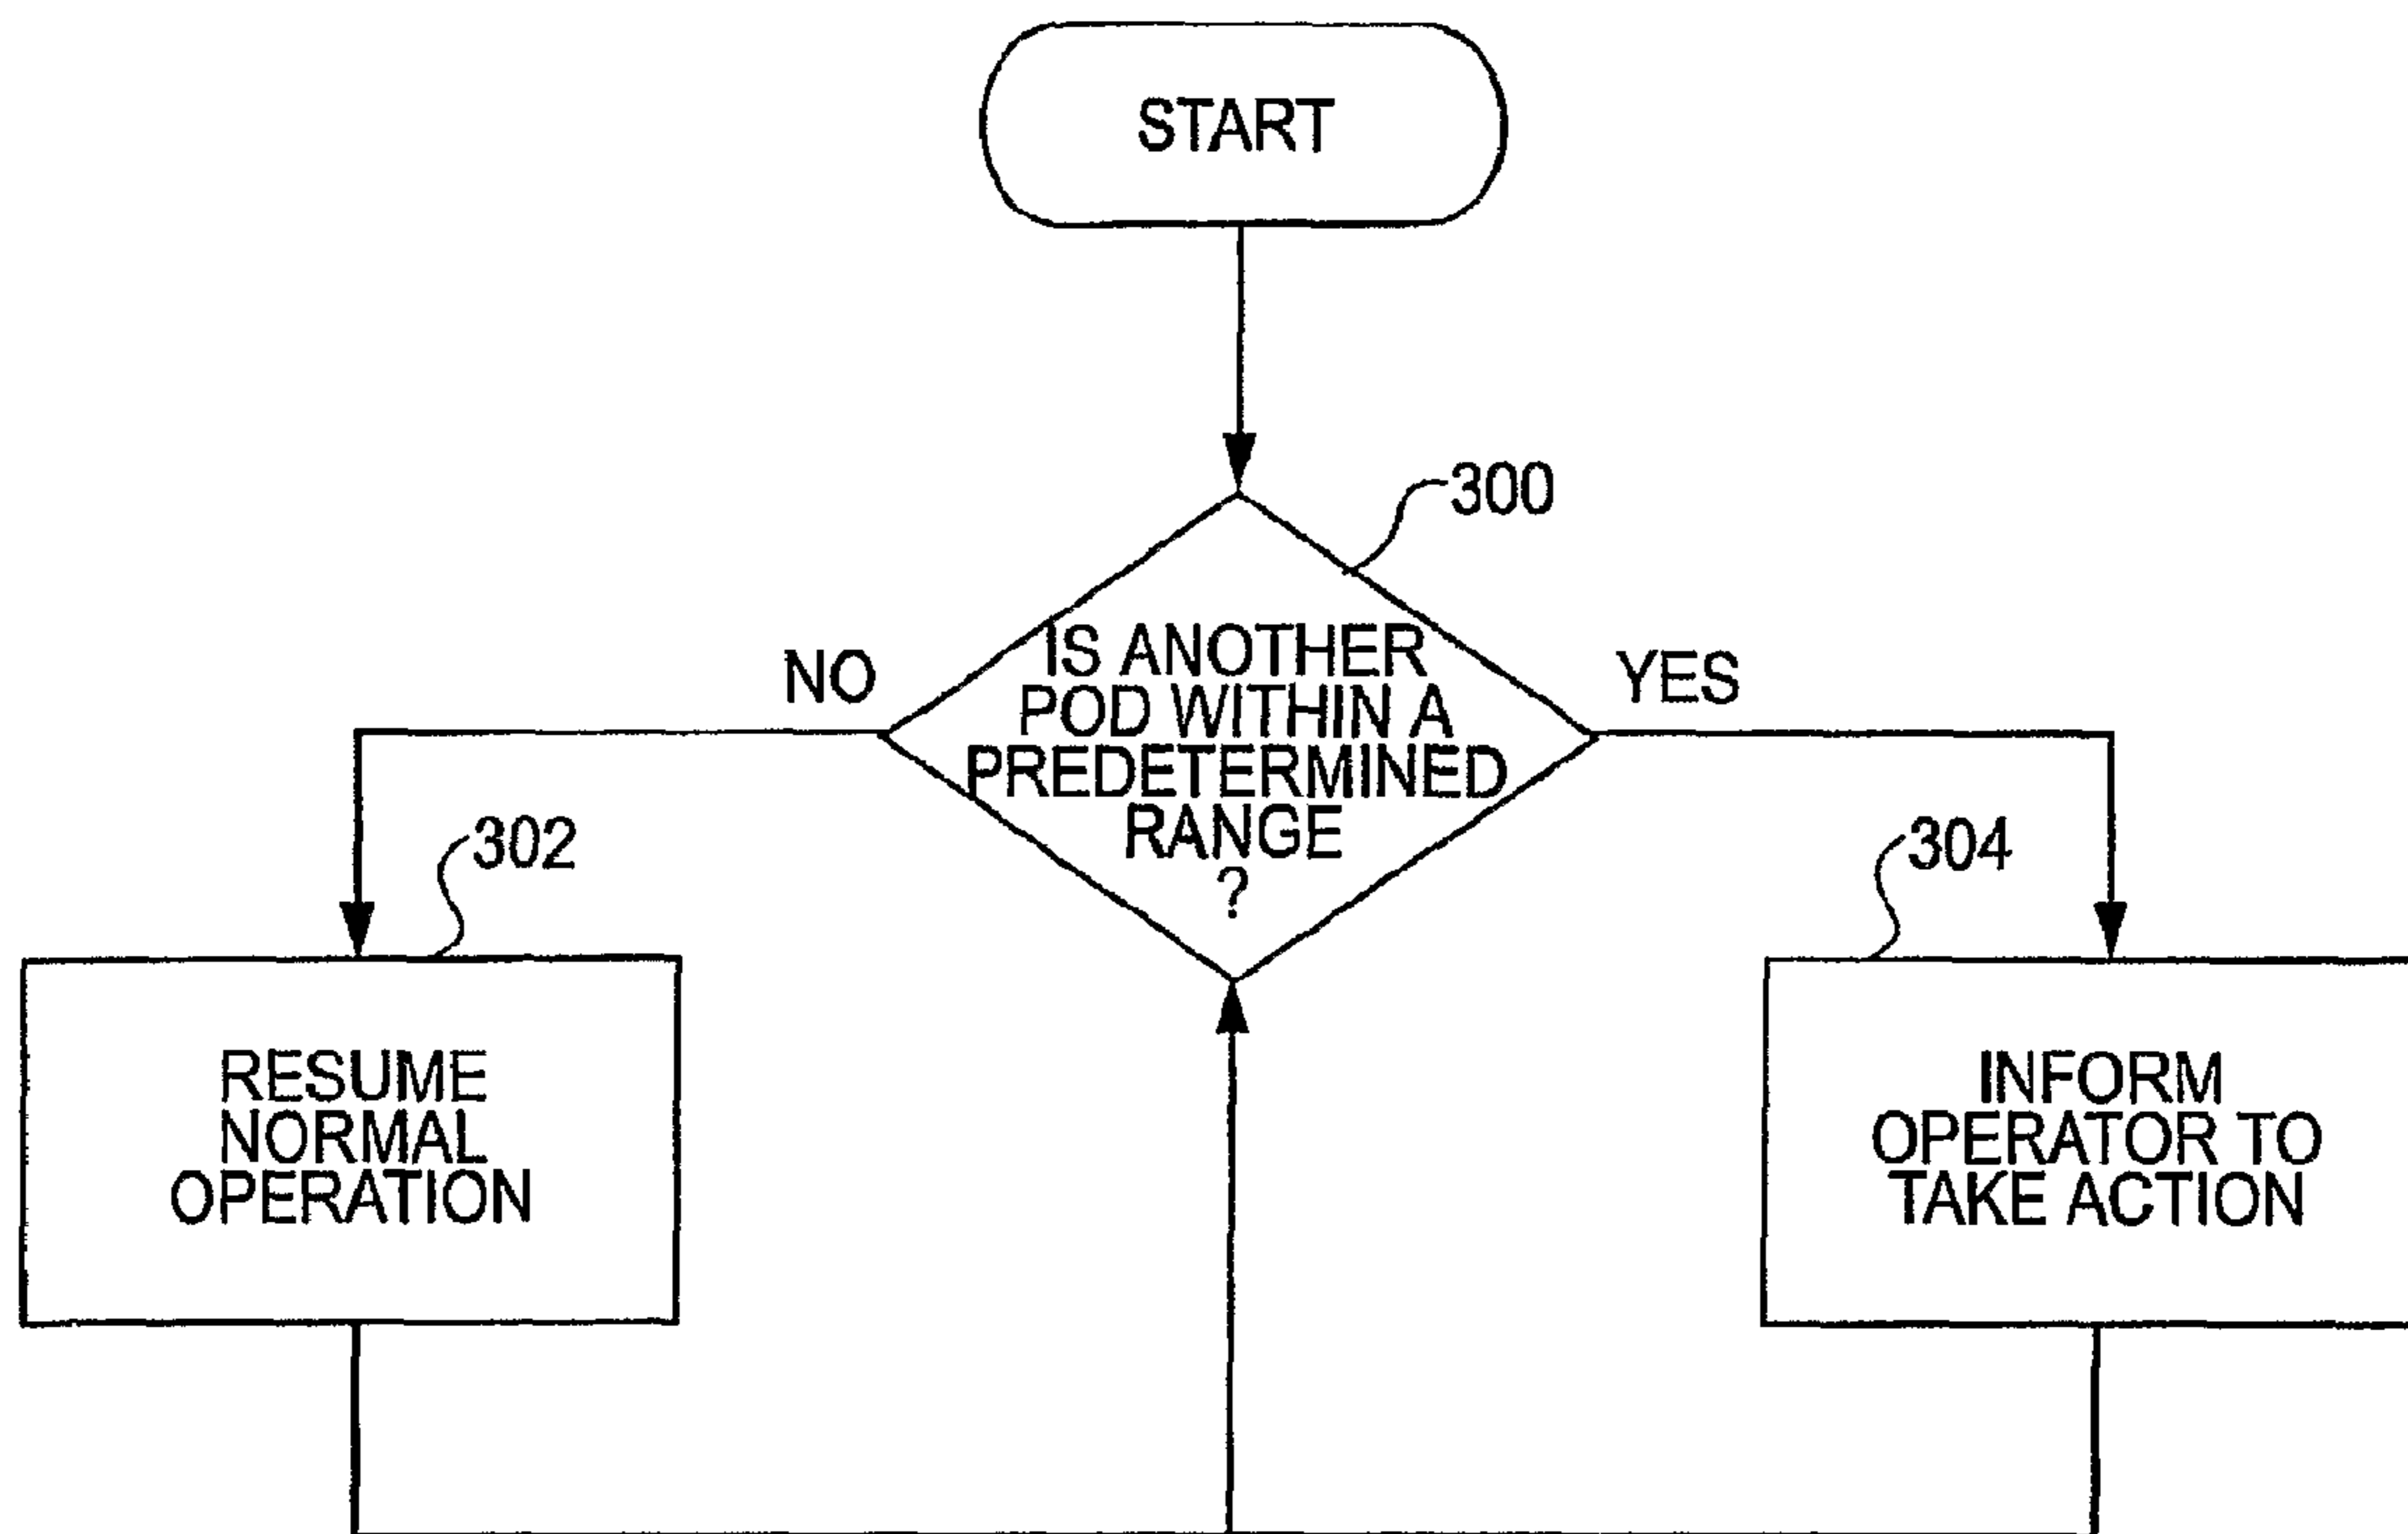 START
300
IS ANOTHER
POD WITHIN A
PREDETERMINED
RANGE
?
NO
YES
302
304
RESUME
NORMAL
OPERATION
INFORM
OPERATOR TO
TAKE ACTION